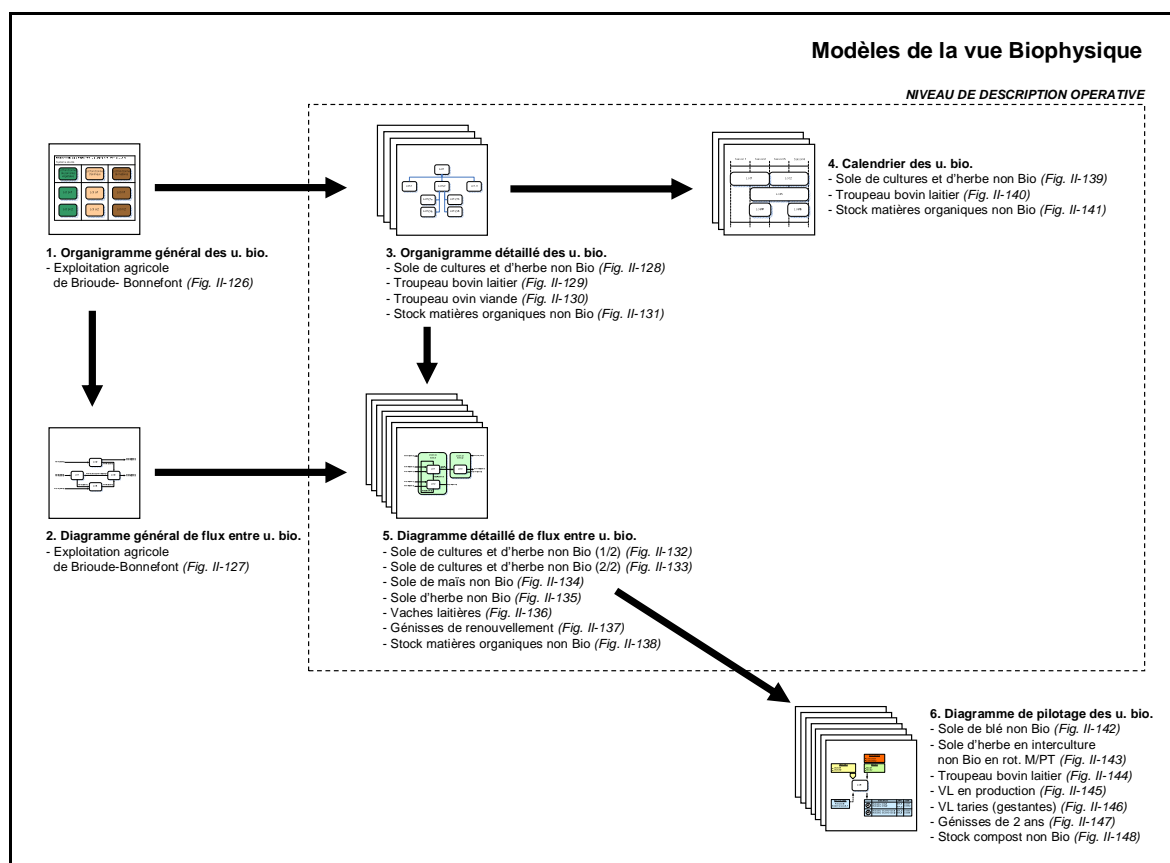 Modèles de la vue Biophysique
NIVEAU DE DESCRIPTION OPERATIVE
1. Organigramme général des u. bio.
- Exploitation agricole
de Brioude- Bonnefont (Fig. II-126)
3. Organigramme détaillé des u. bio.
- Sole de cultures et d'herbe non Bio (Fig. II-128)
- Troupeau bovin laitier (Fig. II-129)
- Troupeau ovin viande (Fig. II-130)
- Stock matières organiques non Bio (Fig. II-131)
4. Calendrier des u. bio.
- Sole de cultures et d'herbe non Bio (Fig. II-139)
- Troupeau bovin laitier (Fig. II-140)
- Stock matières organiques non Bio (Fig. II-141)
2. Diagramme général de flux entre u. bio.
- Exploitation agricole
de Brioude-Bonnefont (Fig. II-127)
5. Diagramme détaillé de flux entre u. bio.
- Sole de cultures et d'herbe non Bio (1/2) (Fig. II-132)
- Sole de cultures et d'herbe non Bio (2/2) (Fig. II-133)
- Sole de maïs non Bio (Fig. II-134)
- Sole d'herbe non Bio (Fig. II-135)
- Vaches laitières (Fig. II-136)
- Génisses de renouvellement (Fig. II-137)
- Stock matières organiques non Bio (Fig. II-138)
6. Diagramme de pilotage des u. bio.
- Sole de blé non Bio (Fig. II-142)
- Sole d'herbe en interculture
non Bio en rot. M/PT (Fig. II-143)
- Troupeau bovin laitier (Fig. II-144)
- VL en production (Fig. II-145)
- VL taries (gestantes) (Fig. II-146)
- Génisses de 2 ans (Fig. II-147)
- Stock compost non Bio (Fig. II-148)